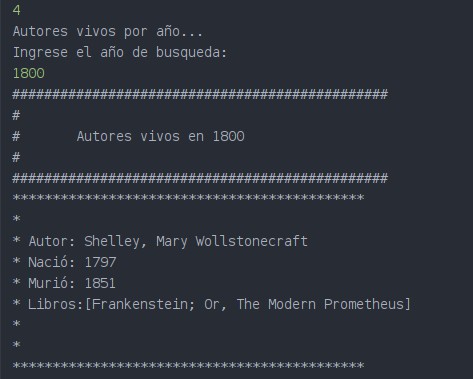 4
Autores vivos por año...
Ingrese el año de busqueda:
1800
###############################################
#
#       Autores vivos en 1800
#
###############################################
********************************************
*
* Autor: Shelley, Mary Wollstonecraft
* Nació: 1797
* Murió: 1851
* Libros:[Frankenstein; Or, The Modern Prometheus]
*
*
********************************************